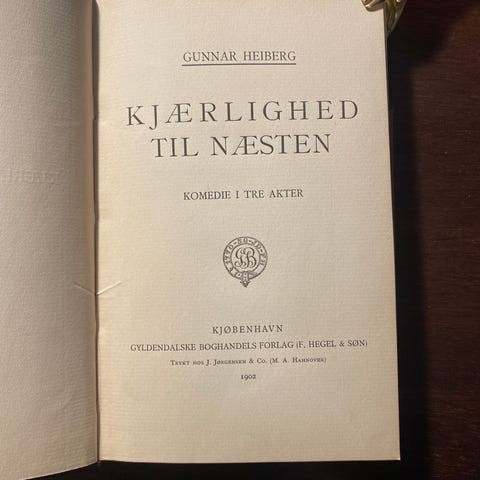 GUNNAR HEIBERG
KJÆRLIGHED
TIL NÆSTEN
KOMEDIE I TRE AKTER
GB
KJØBENHAVN
GYLDENDALSKE BOGHANDELS FORLAG (F. HEGEL & SØN)
TRYKT HOS J. JØRGENSEN & CO. (M. A. HANNOVER)
1902